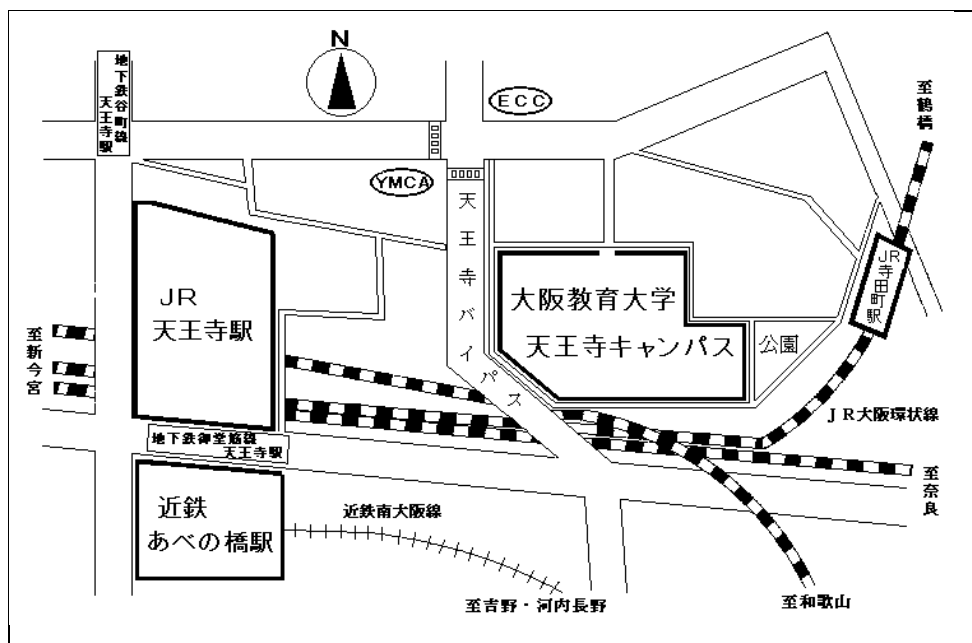 N
地下鉄谷町線
天王寺駅
ECC
至鶴橋
YMCA
天王寺バイパス
JR寺田町駅
JR
天王寺駅
大阪教育大学
天王寺キャンパス
公園
至新今宮
JR大阪環状線
地下鉄御堂筋線
天王寺駅
至奈良
近鉄
あべの橋駅
近鉄南大阪線
至吉野・河内長野
至和歌山